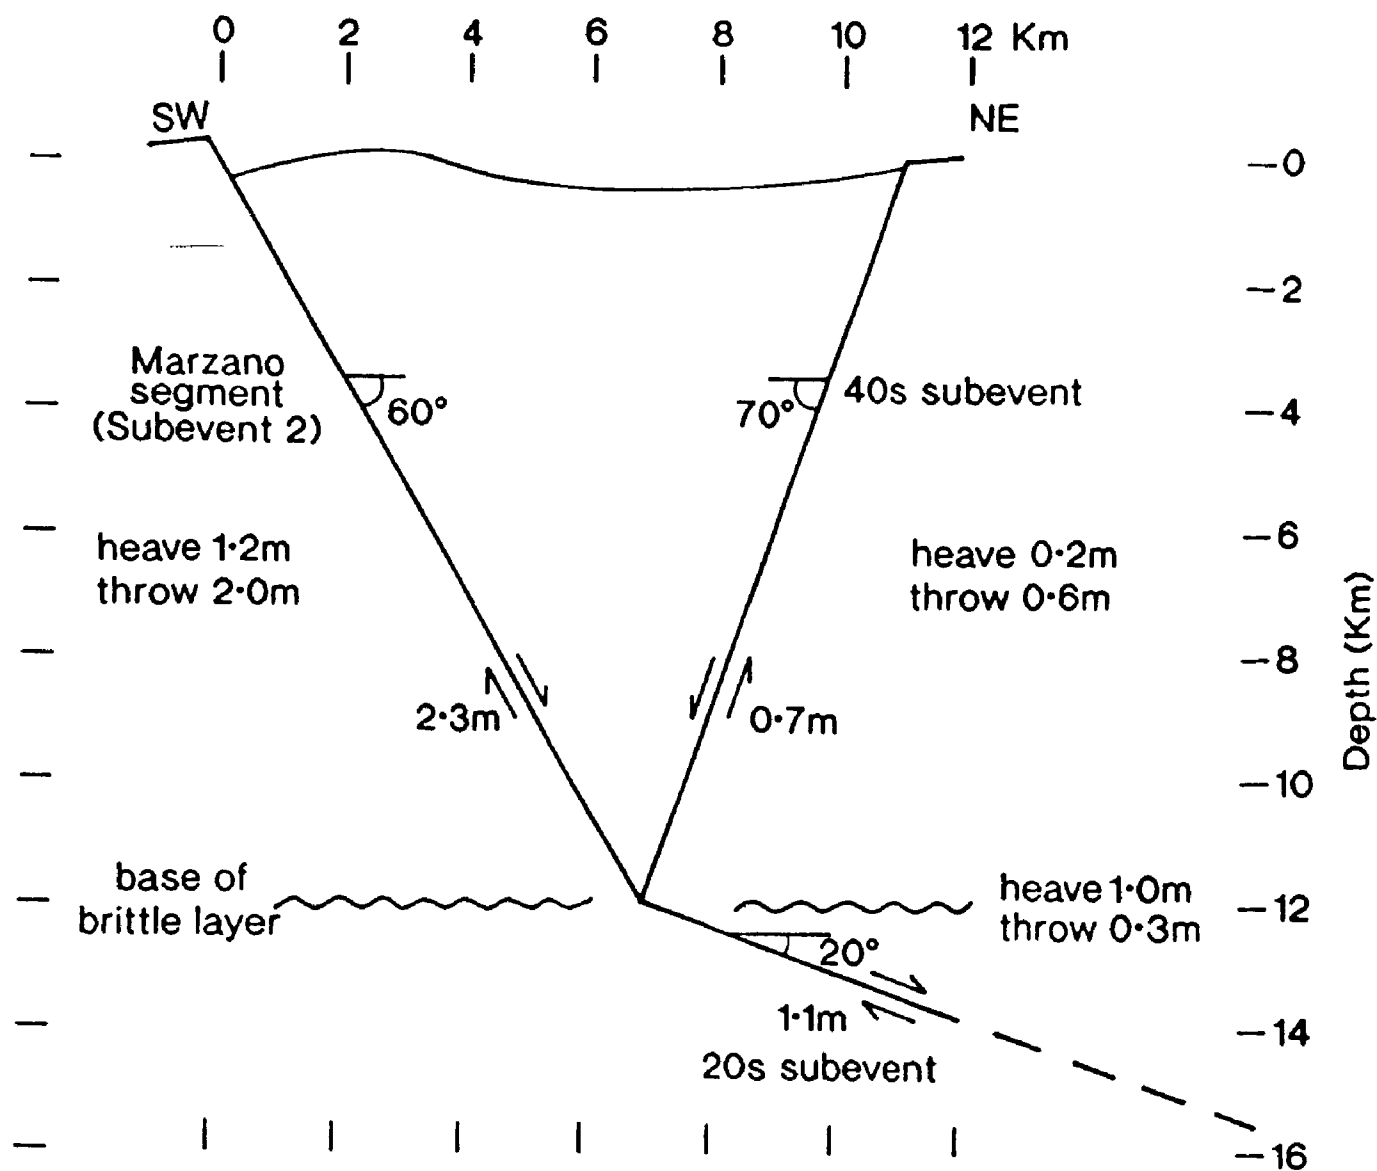 0 2 4 6 8 10 12 Km
SW
NE
0
2
Marzano
segment
(Subevent 2)
60°
70°
40s subevent
4
heave 1·2m
throw 2·0m
heave 0·2m
throw 0·6m
6
Depth (Km)
8
2·3m
0·7m
10
base of
brittle layer
heave 1·0m
throw 0·3m
12
20°
1·1m
20s subevent
14
16